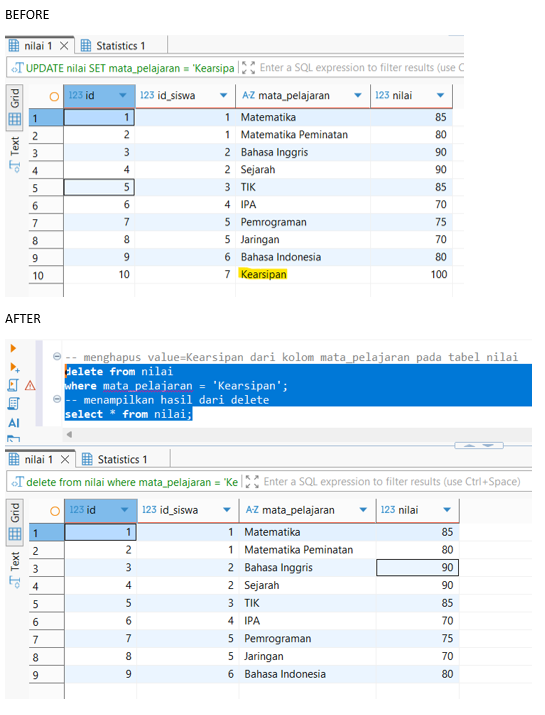 BEFORE
nilai 1 Statistics 1
UPDATE nilai SET mata_pelajaran = 'Kearsipa Enter a SQL expression to filter results (use C
Grid
Text
123 id 123 id_siswa A-Z mata_pelajaran 123 nilai
1 1 1 Matematika 85
2 2 1 Matematika Peminatan 80
3 3 2 Bahasa Inggris 90
4 4 2 Sejarah 90
5 5 3 TIK 85
6 6 4 IPA 70
7 7 5 Pemrograman 75
8 8 5 Jaringan 70
9 9 6 Bahasa Indonesia 80
10 10 7 Kearsipan 100
AFTER
-- menghapus value=Kearsipan dari kolom mata_pelajaran pada tabel nilai
delete from nilai
where mata_pelajaran = 'Kearsipan';
-- menampilkan hasil dari delete
AI
select * from nilai;
nilai 1 Statistics 1
delete from nilai where mata_pelajaran = 'Ke Enter a SQL expression to filter results (use Ctrl+Space)
Grid
Text
123 id 123 id_siswa A-Z mata_pelajaran 123 nilai
1 1 1 Matematika 85
2 2 1 Matematika Peminatan 80
3 3 2 Bahasa Inggris 90
4 4 2 Sejarah 90
5 5 3 TIK 85
6 6 4 IPA 70
7 7 5 Pemrograman 75
8 8 5 Jaringan 70
9 9 6 Bahasa Indonesia 80